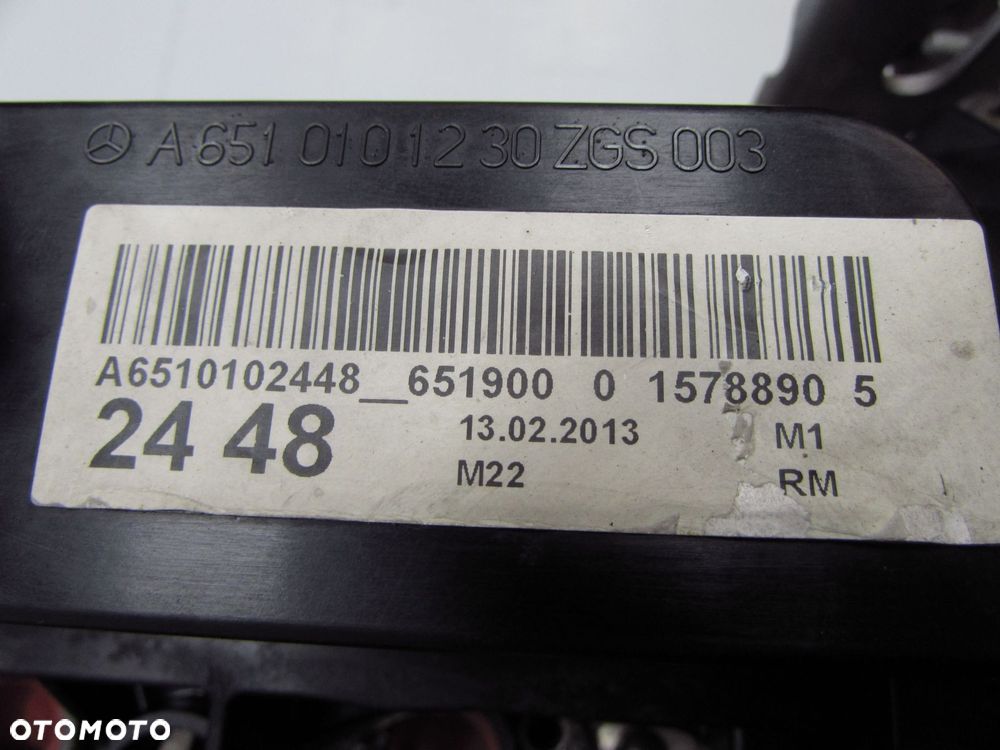 A 651 010 12 30 ZGS 003
A6510102448__651900 0 1578890 5
24 48 13.02.2013 M1
M22 RM
OTOMOTO